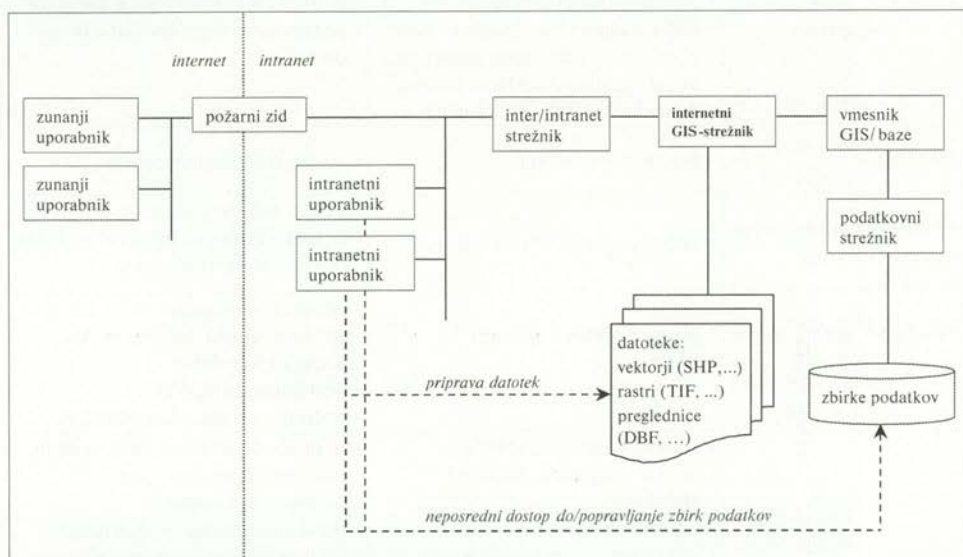 internet
intranet
zunanji
uporabnik
požarni zid
inter/intranet
strežnik
internetni
GIS-strežnik
vmesnik
GIS/baze
zunanji
uporabnik
intranetni
uporabnik
podatkovni
strežnik
intranetni
uporabnik
datoteke:
vektorji (SHP,...)
rastri (TIF, ...)
preglednice
(DBF, ...)
priprava datotek
zbirke podatkov
neposredni dostop do/popravljanje zbirk podatkov